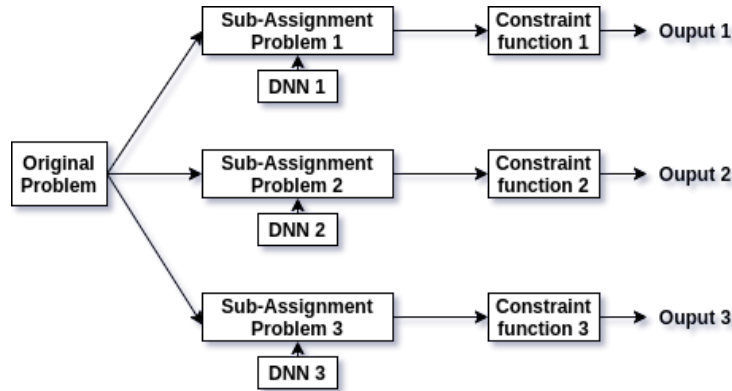 Sub-Assignment
Problem 1
Constraint
function 1
Ouput 1
DNN 1
Original
Problem
Sub-Assignment
Problem 2
Constraint
function 2
Ouput 2
DNN 2
Sub-Assignment
Problem 3
Constraint
function 3
Ouput 3
DNN 3